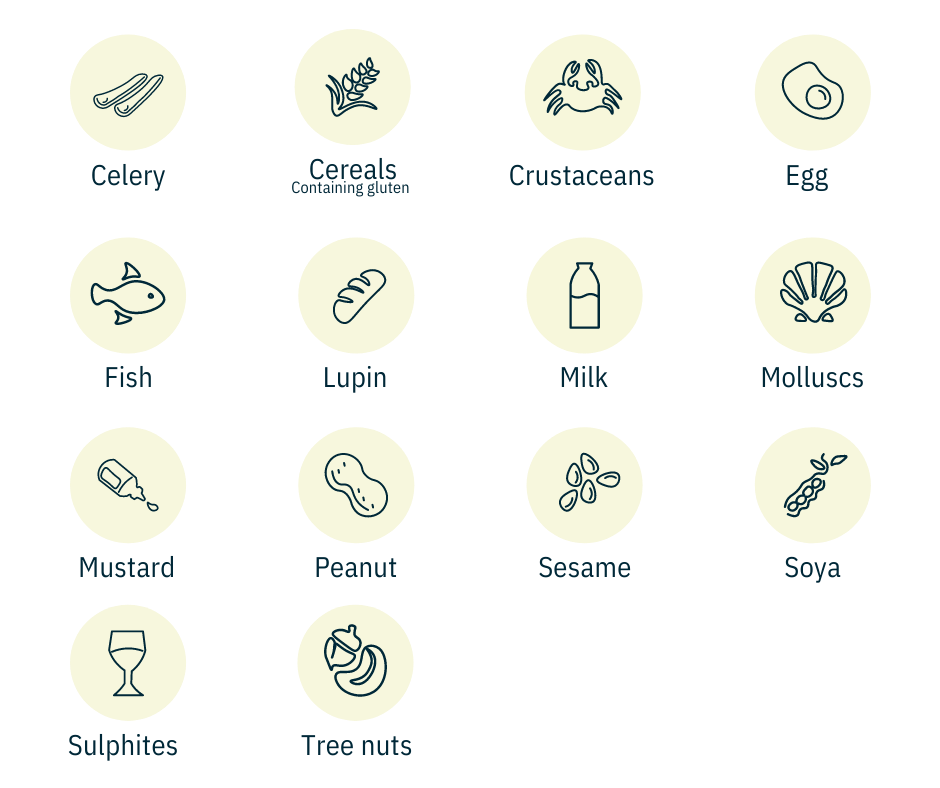 Celery
Cereals
Containing gluten
Crustaceans
Egg
Fish
Lupin
Milk
Molluscs
Mustard
Peanut
Sesame
Soya
Sulphites
Tree nuts